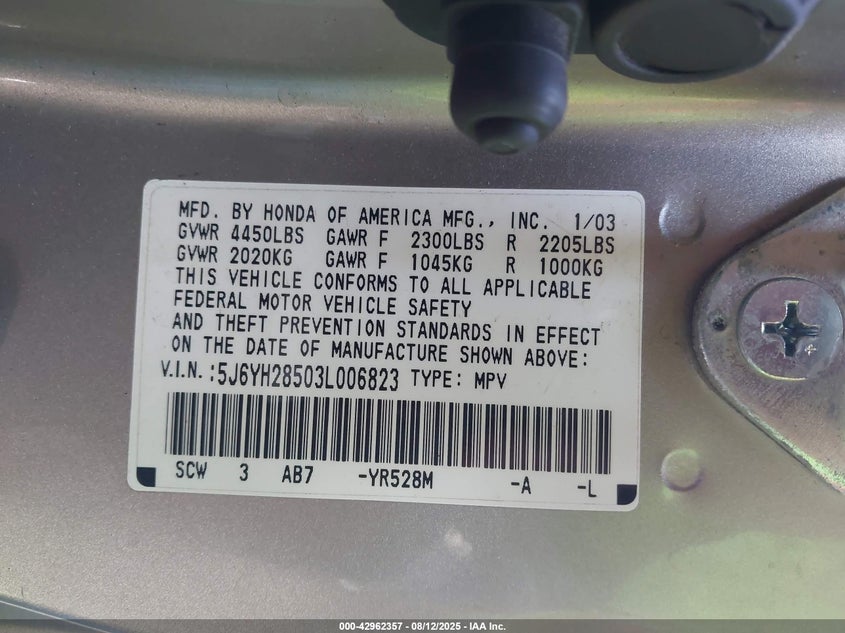 MFD. BY HONDA OF AMERICA MFG., INC. 1/03
GVWR 4450LBS GAWR F 2300LBS R 2205LBS
GVWR 2020KG GAWR F 1045KG R 1000KG
THIS VEHICLE CONFORMS TO ALL APPLICABLE
FEDERAL MOTOR VEHICLE SAFETY
AND THEFT PREVENTION STANDARDS IN EFFECT
ON THE DATE OF MANUFACTURE SHOWN ABOVE:
V.I.N.:5J6YH28503L006823 TYPE: MPV
SCW 3 AB7 -YR528M -A -L
000-42962357 - 08/12/2025 - IAA Inc.